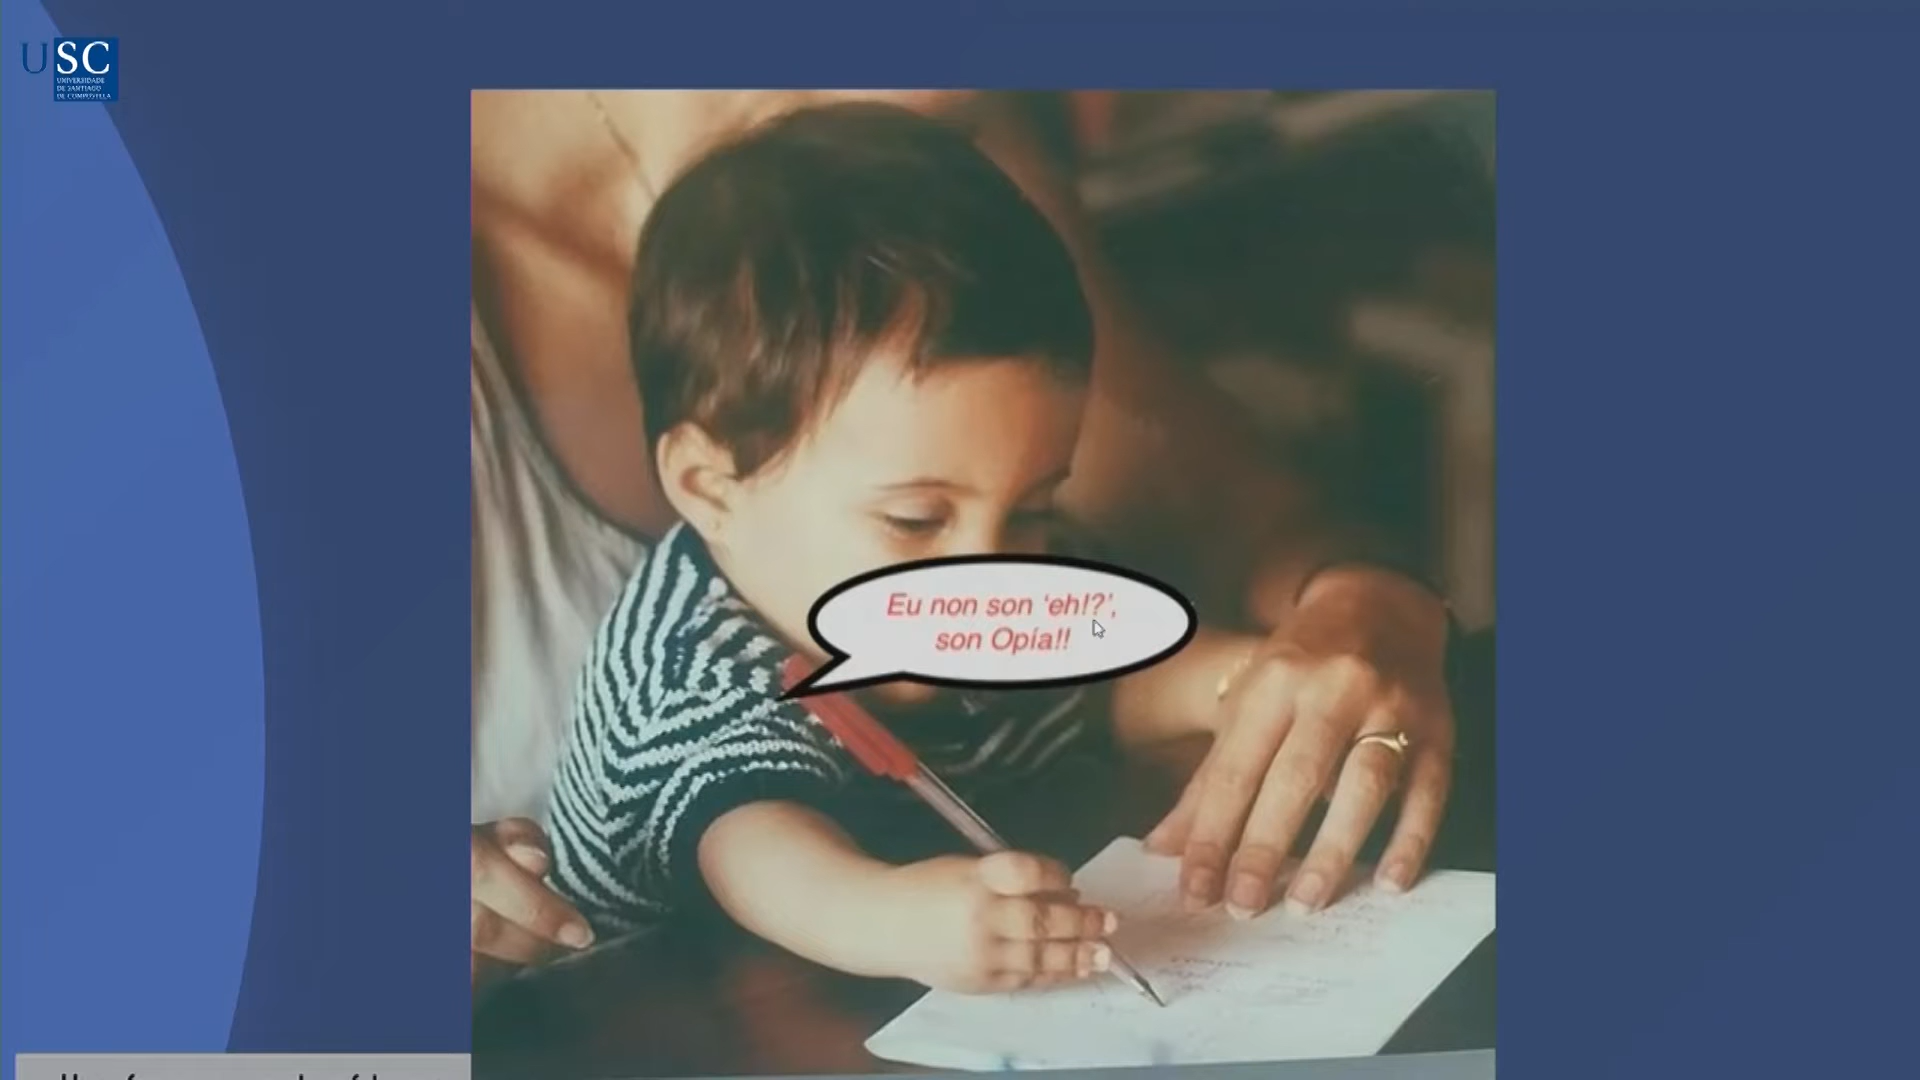 USC
UNIVERSIDADE
DE SANTIAGO
DE COMPOSTELA
Eu non son ‘eh!?’,
son Opía!!